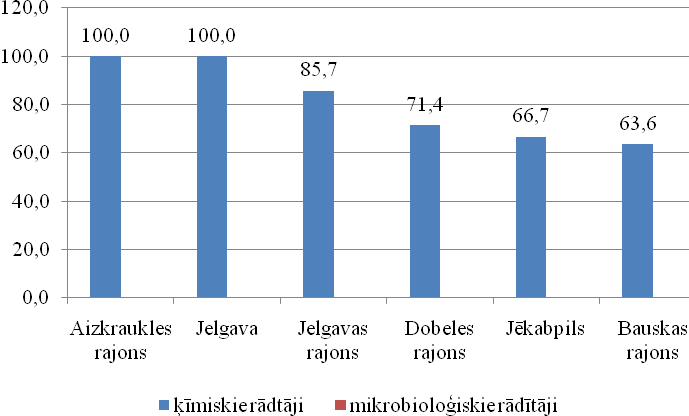 120,0
100,0
80,0
60,0
40,0
20,0
0,0
100,0
100,0
85,7
71,4
66,7
63,6
Aizkraukles
rajons
Jelgava
Jelgavas
rajons
Dobeles
rajons
Jēkabpils
Bauskas
rajons
ķīmiskierādtāji
mikrobioloģiskierādītāji